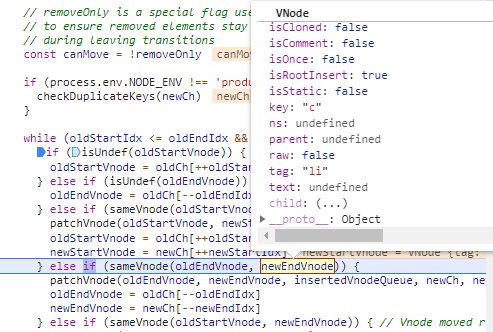 // removeOnly is a special flag use
// to ensure removed elements stay
// during leaving transitions
const canMove = !removeOnly canMov
if (process.env.NODE_ENV !== 'produ
checkDuplicateKeys(newCh) newCh
}
while (oldStartIdx <= oldEndIdx &&
if (isUndef(oldStartVnode)) {
oldStartVnode = oldCh[++oldStar
} else if (isUndef(oldEndVnode))
oldEndVnode = oldCh[--oldEndIdx
} else if (sameVnode(oldStartVnod
patchVnode(oldStartVnode, newSt
oldStartVnode = oldCh[++oldStar
newStartVnode = newCh[++newStartIdx] newStartVnode = VNode {tag:
} else if (sameVnode(oldEndVnode, newEndVnode)) {
patchVnode(oldEndVnode, newEndVnode, insertedVnodeQueue, newCh, new
oldEndVnode = oldCh[--oldEndIdx]
newEndVnode = newCh[--newEndIdx]
} else if (sameVnode(oldStartVnode, newEndVnode)) { // Vnode moved r
VNode
isCloned: false
isComment: false
isOnce: false
isRootInsert: true
isStatic: false
key: "c"
ns: undefined
parent: undefined
raw: false
tag: "li"
text: undefined
child: (...)
__proto__: Object